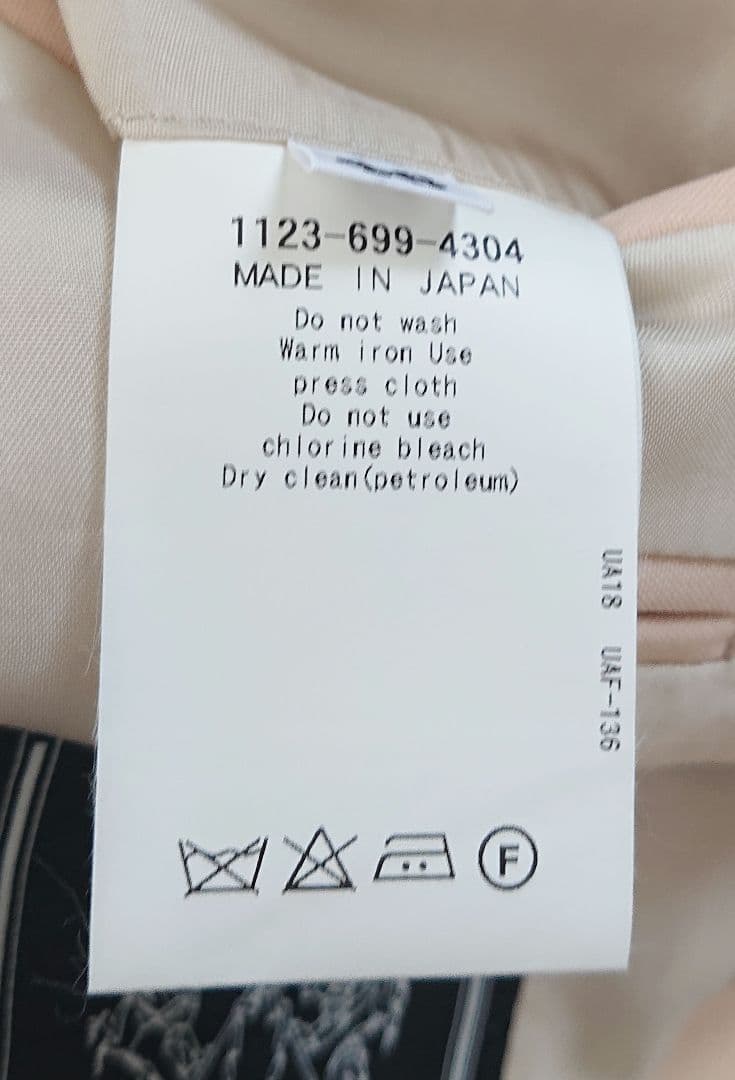 1123-699-4304
MADE IN JAPAN
Do not wash
Warm iron Use
press cloth
Do not use
chlorine bleach
Dry clean(petroleum)
UA18 UAF-136
F